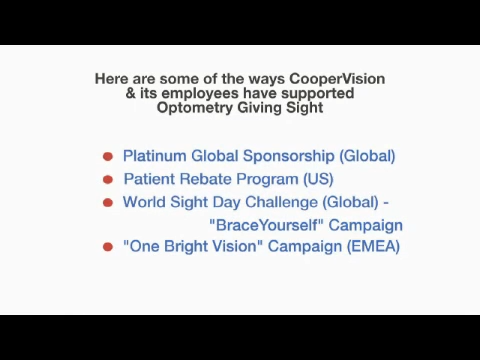 Here are some of the ways CooperVision
& its employees have supported
Optometry Giving Sight
Platinum Global Sponsorship (Global)
Patient Rebate Program (US)
World Sight Day Challenge (Global) -
"BraceYourself" Campaign
"One Bright Vision" Campaign (EMEA)